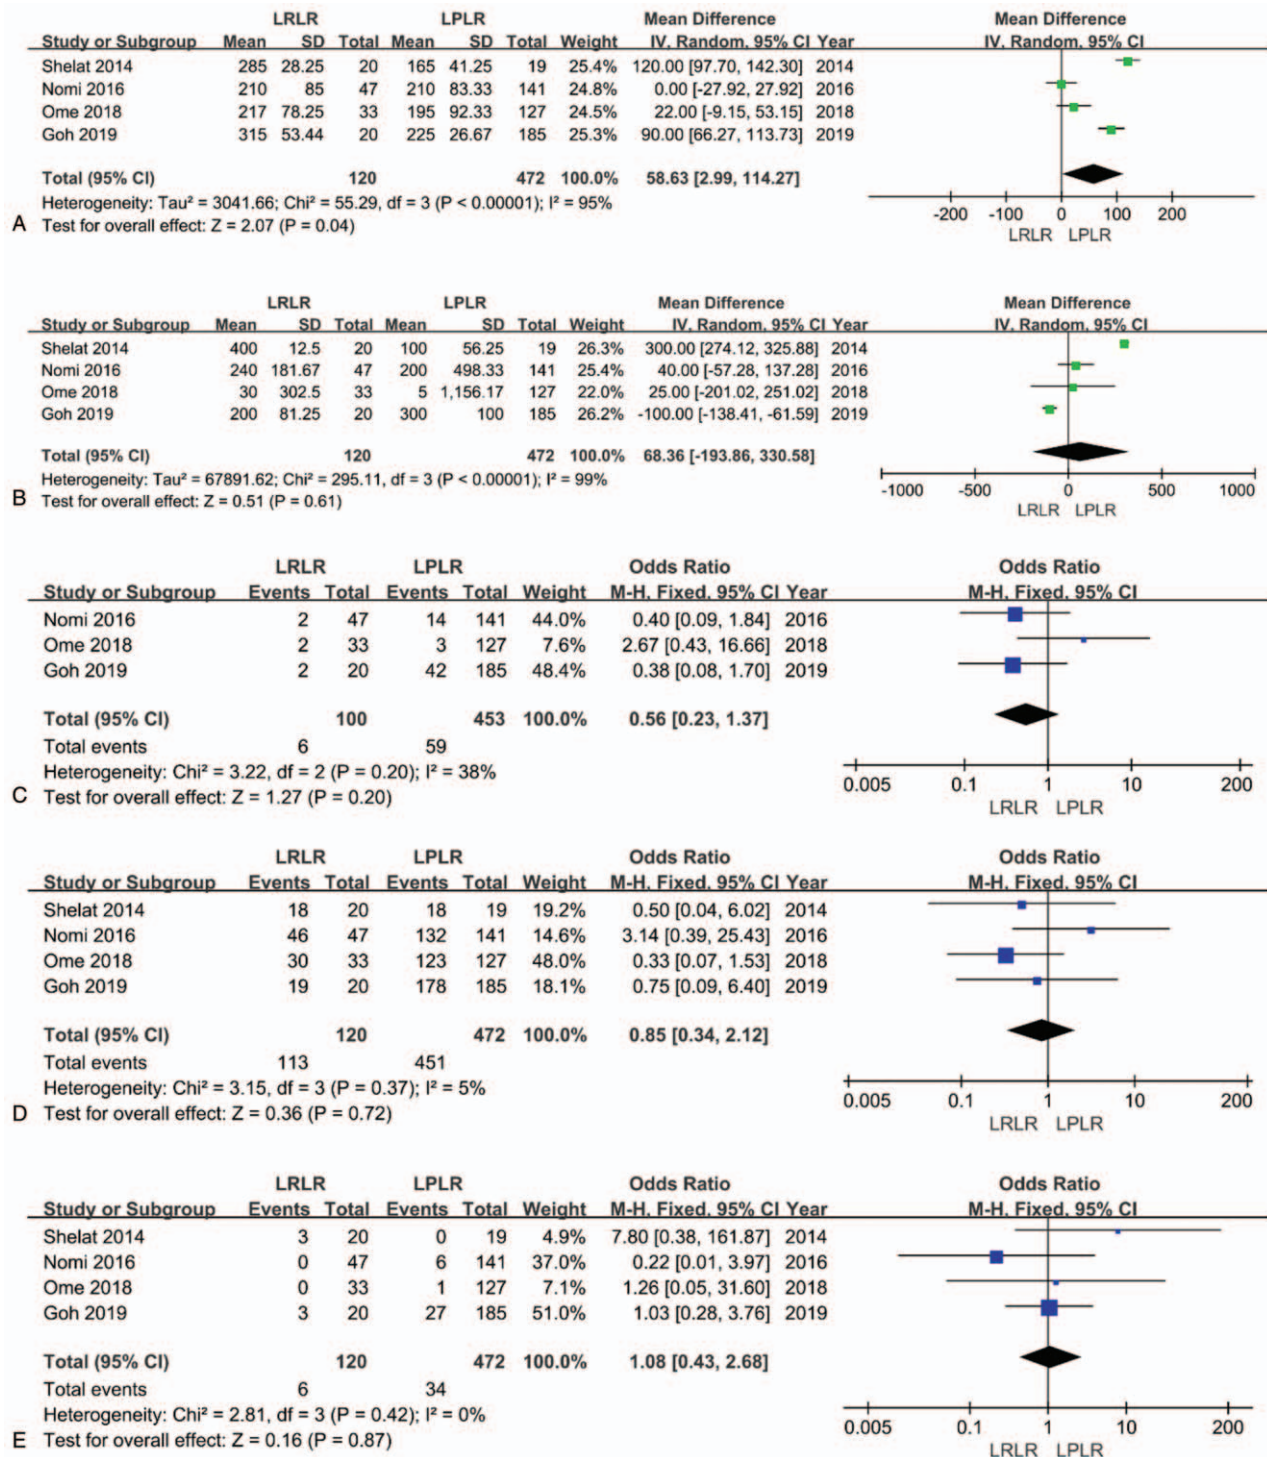 LRLR LPLR Mean Difference Mean Difference
Study or Subgroup Mean SD Total Mean SD Total Weight IV. Random. 95% CI Year IV. Random. 95% CI
Shelat 2014 285 28.25 20 165 41.25 19 25.4% 120.00 [97.70, 142.30] 2014
Nomi 2016 210 85 47 210 83.33 141 24.8% 0.00 [-27.92, 27.92] 2016
Ome 2018 217 78.25 33 195 92.33 127 24.5% 22.00 [-9.15, 53.15] 2018
Goh 2019 315 53.44 20 225 26.67 185 25.3% 90.00 [66.27, 113.73] 2019
Total (95% CI) 120 472 100.0% 58.63 [2.99, 114.27]
Heterogeneity: Tau² = 3041.66; Chi² = 55.29, df = 3 (P < 0.00001); I² = 95%
-200 -100 0 100 200
A Test for overall effect: Z = 2.07 (P = 0.04)
LRLR LPLR
LRLR LPLR Mean Difference Mean Difference
Study or Subgroup Mean SD Total Mean SD Total Weight IV. Random. 95% CI Year IV. Random. 95% CI
Shelat 2014 400 12.5 20 100 56.25 19 26.3% 300.00 [274.12, 325.88] 2014
Nomi 2016 240 181.67 47 200 498.33 141 25.4% 40.00 [-57.28, 137.28] 2016
Ome 2018 30 302.5 33 5 1,156.17 127 22.0% 25.00 [-201.02, 251.02] 2018
Goh 2019 200 81.25 20 300 100 185 26.2% -100.00 [-138.41, -61.59] 2019
Total (95% CI) 120 472 100.0% 68.36 [-193.86, 330.58]
Heterogeneity: Tau² = 67891.62; Chi² = 295.11, df = 3 (P < 0.00001); I² = 99%
-1000 -500 0 500 1000
B Test for overall effect: Z = 0.51 (P = 0.61)
LRLR LPLR
LRLR LPLR Odds Ratio Odds Ratio
Study or Subgroup Events Total Events Total Weight M-H. Fixed. 95% CI Year M-H. Fixed. 95% CI
Nomi 2016 2 47 14 141 44.0% 0.40 [0.09, 1.84] 2016
Ome 2018 2 33 3 127 7.6% 2.67 [0.43, 16.66] 2018
Goh 2019 2 20 42 185 48.4% 0.38 [0.08, 1.70] 2019
Total (95% CI) 100 453 100.0% 0.56 [0.23, 1.37]
Total events 6 59
Heterogeneity: Chi² = 3.22, df = 2 (P = 0.20); I² = 38%
0.005 0.1 1 10 200
C Test for overall effect: Z = 1.27 (P = 0.20)
LRLR LPLR
LRLR LPLR Odds Ratio Odds Ratio
Study or Subgroup Events Total Events Total Weight M-H. Fixed. 95% CI Year M-H. Fixed. 95% CI
Shelat 2014 18 20 18 19 19.2% 0.50 [0.04, 6.02] 2014
Nomi 2016 46 47 132 141 14.6% 3.14 [0.39, 25.43] 2016
Ome 2018 30 33 123 127 48.0% 0.33 [0.07, 1.53] 2018
Goh 2019 19 20 178 185 18.1% 0.75 [0.09, 6.40] 2019
Total (95% CI) 120 472 100.0% 0.85 [0.34, 2.12]
Total events 113 451
Heterogeneity: Chi² = 3.15, df = 3 (P = 0.37); I² = 5%
0.005 0.1 1 10 200
D Test for overall effect: Z = 0.36 (P = 0.72)
LRLR LPLR
LRLR LPLR Odds Ratio Odds Ratio
Study or Subgroup Events Total Events Total Weight M-H. Fixed. 95% CI Year M-H. Fixed. 95% CI
Shelat 2014 3 20 0 19 4.9% 7.80 [0.38, 161.87] 2014
Nomi 2016 0 47 6 141 37.0% 0.22 [0.01, 3.97] 2016
Ome 2018 0 33 1 127 7.1% 1.26 [0.05, 31.60] 2018
Goh 2019 3 20 27 185 51.0% 1.03 [0.28, 3.76] 2019
Total (95% CI) 120 472 100.0% 1.08 [0.43, 2.68]
Total events 6 34
Heterogeneity: Chi² = 2.81, df = 3 (P = 0.42); I² = 0%
0.005 0.1 1 10 200
E Test for overall effect: Z = 0.16 (P = 0.87)
LRLR LPLR